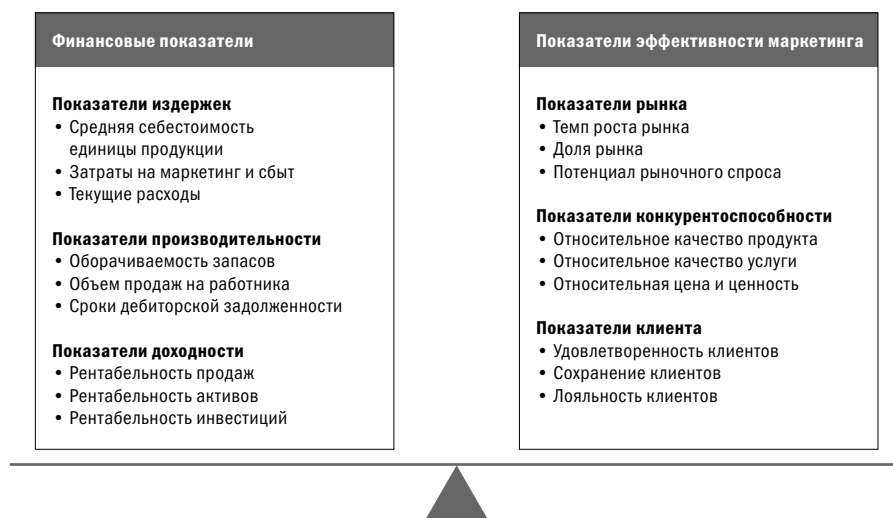 Финансовые показатели
Показатели издержек
• Средняя себестоимость
единицы продукции
• Затраты на маркетинг и сбыт
• Текущие расходы
Показатели производительности
• Оборачиваемость запасов
• Объем продаж на работника
• Сроки дебиторской задолженности
Показатели доходности
• Рентабельность продаж
• Рентабельность активов
• Рентабельность инвестиций
Показатели эффективности маркетинга
Показатели рынка
• Темп роста рынка
• Доля рынка
• Потенциал рыночного спроса
Показатели конкурентоспособности
• Относительное качество продукта
• Относительное качество услуги
• Относительная цена и ценность
Показатели клиента
• Удовлетворенность клиентов
• Сохранение клиентов
• Лояльность клиентов